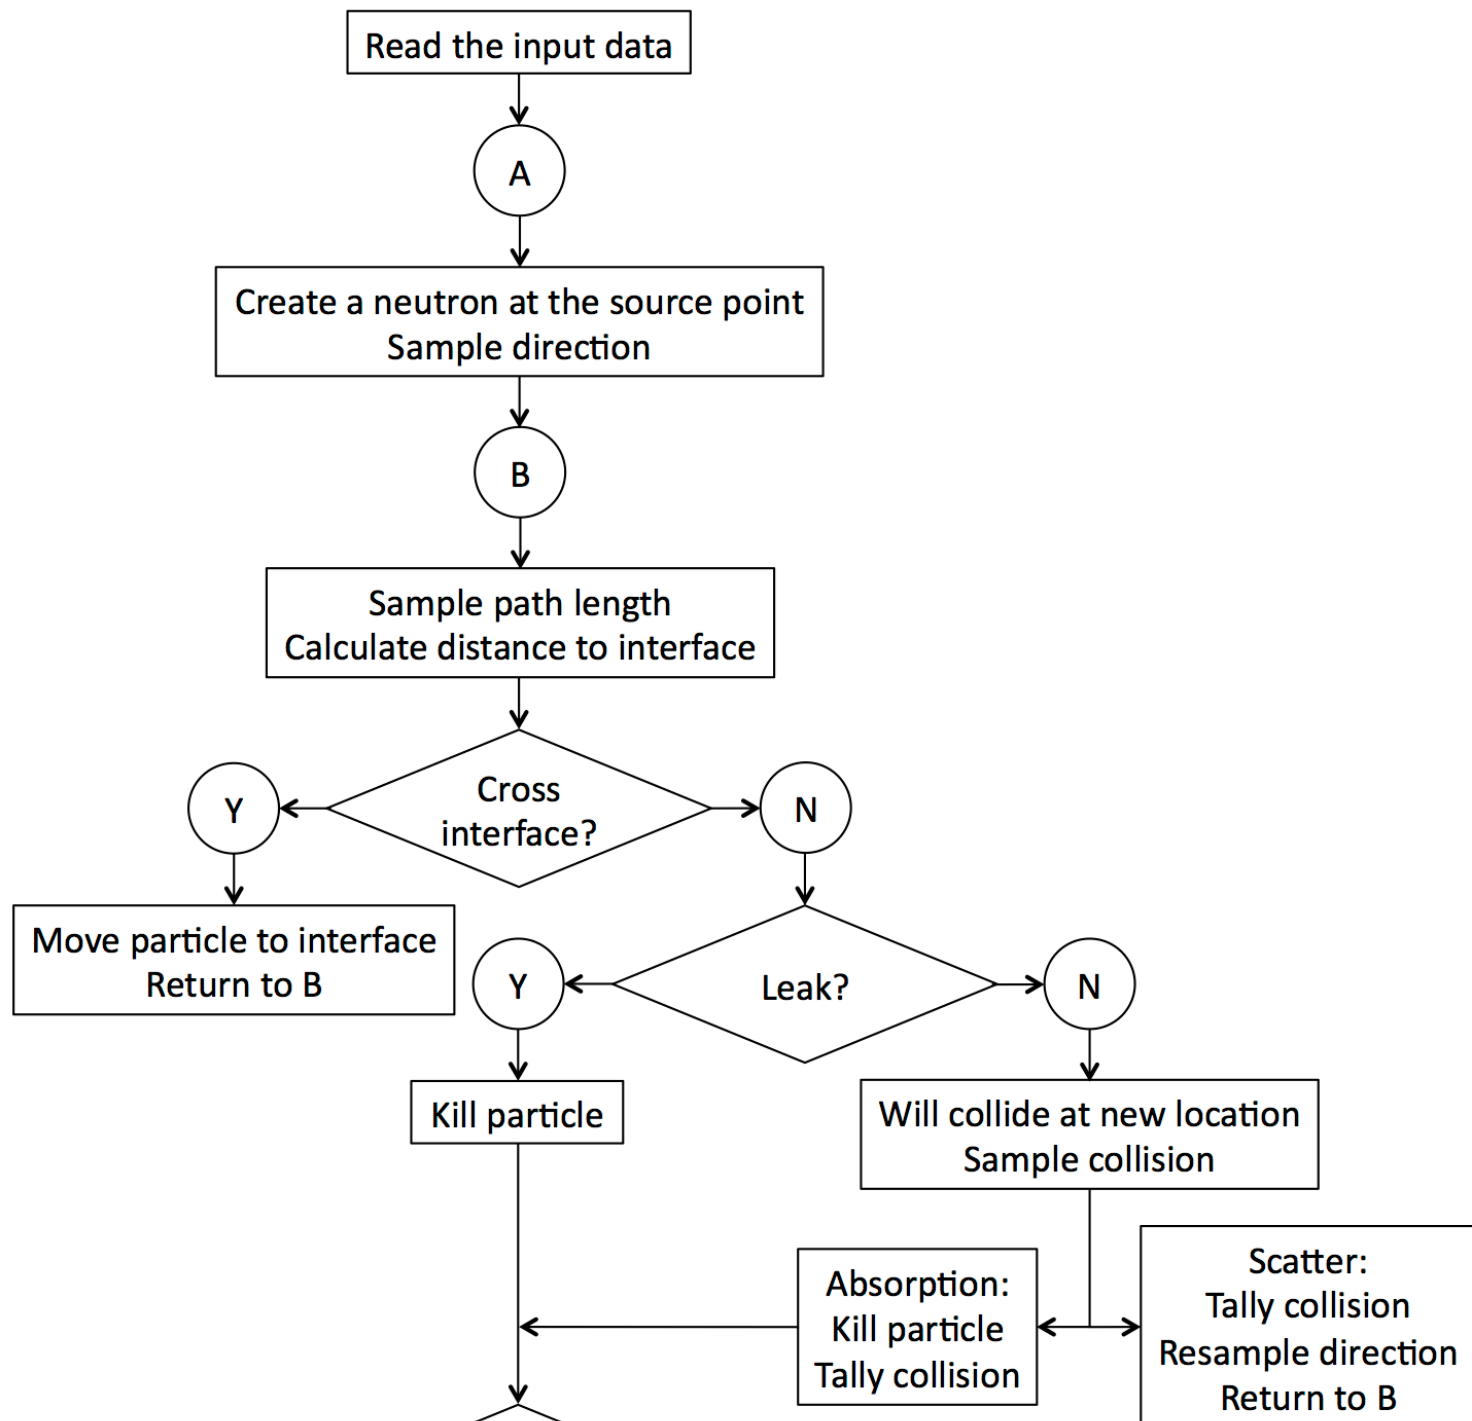 Read the input data
A
Create a neutron at the source point
Sample direction
B
Sample path length
Calculate distance to interface
Cross
interface?
Y
N
Move particle to interface
Return to B
Leak?
Y
N
Kill particle
Will collide at new location
Sample collision
Absorption:
Kill particle
Tally collision
Scatter:
Tally collision
Resample direction
Return to B